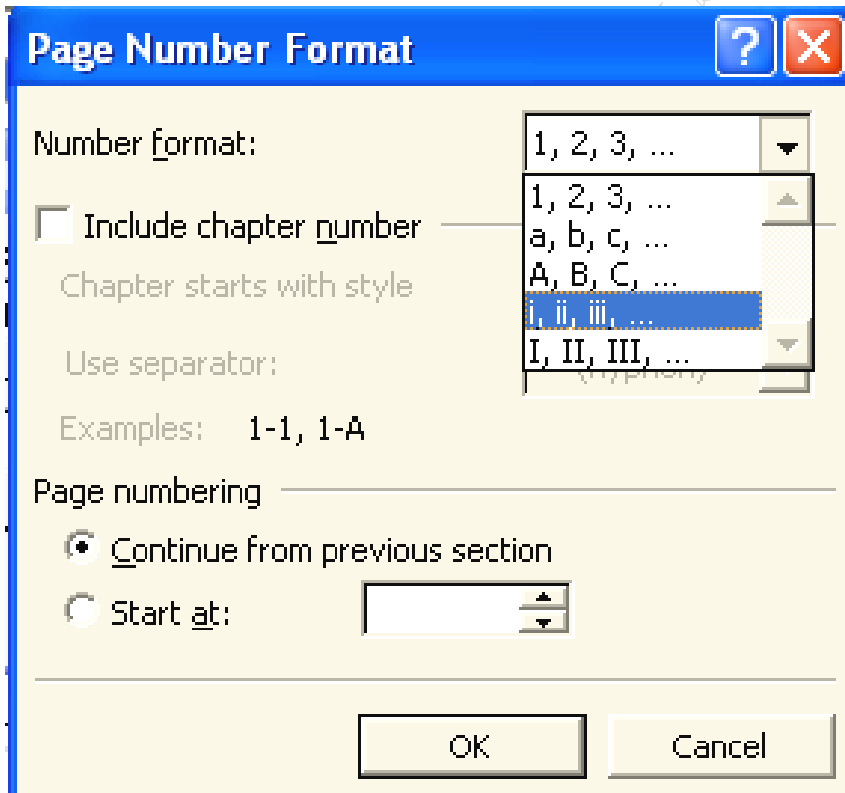 Page Number Format
Number format:
1, 2, 3, ...
1, 2, 3, ...
a, b, c, ...
A, B, C, ...
i, ii, iii, ...
I, II, III, ...
Include chapter number
Chapter starts with style
Use separator:
Examples: 1-1, 1-A
Page numbering
Continue from previous section
Start at:
OK Cancel